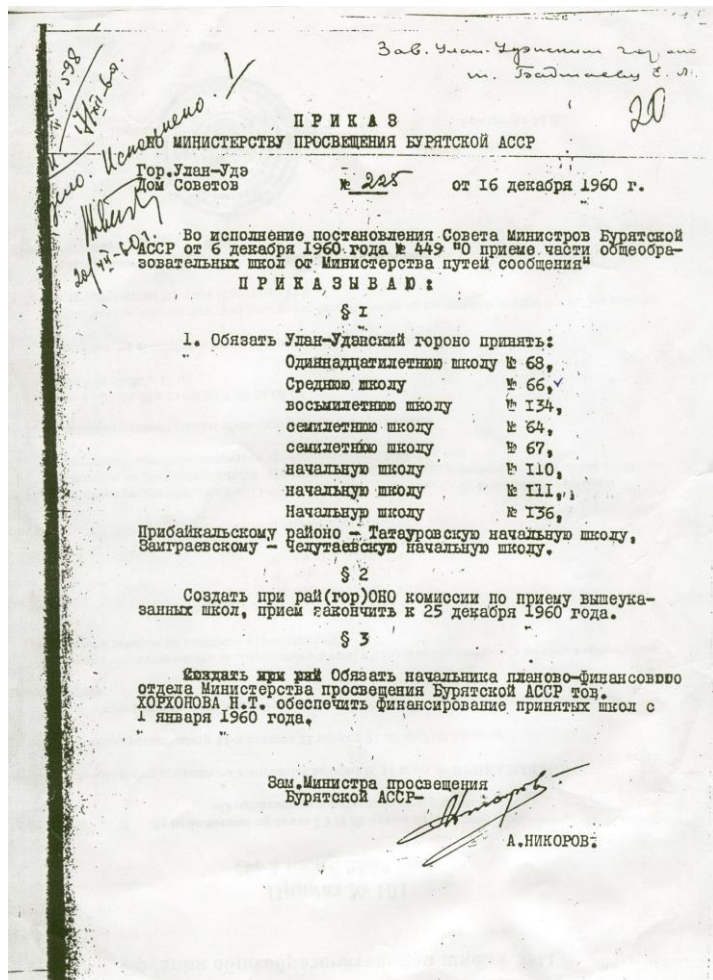 Зав. Улан-Удэнским гороно
т. Бадмаеву Е. Л.
20
Исполнено.
ПРИКАЗ
ПО МИНИСТЕРСТВУ ПРОСВЕЩЕНИЯ БУРЯТСКОЙ АССР
Гор.Улан-Удэ
Дом Советов № 225 от 16 декабря 1960 г.
Во исполнение постановления Совета Министров Бурятской
АССР от 6 декабря 1960 года № 449 "О приеме части общеобра-
зовательных школ от Министерства путей сообщения"
ПРИКАЗЫВАЮ:
§ I
1. Обязать Улан-Удэнский гороно принять:
Одиннадцатилетнюю школу № 68,
Среднюю школу № 66,
восьмилетнюю школу № I34,
семилетнюю школу № 64,
семилетнюю школу № 67,
начальную школу № IIO,
начальную школу № III,
Начальную школу № I36,
Прибайкальскому районо - Татауровскую начальную школу,
Заиграевскому - Челутаевскую начальную школу.
§ 2
Создать при рай(гор)ОНО комиссии по приему вышеука-
занных школ, прием закончить к 25 декабря 1960 года.
§ 3
Создать при рай Обязать начальника планово-финансового
отдела Министерства просвещения Бурятской АССР тов.
ХОРХОНОВА Н.Т. обеспечить финансирование принятых школ с
1 января 1960 года.
Зам.Министра просвещения
Бурятской АССР-
А.НИКОРОВ.